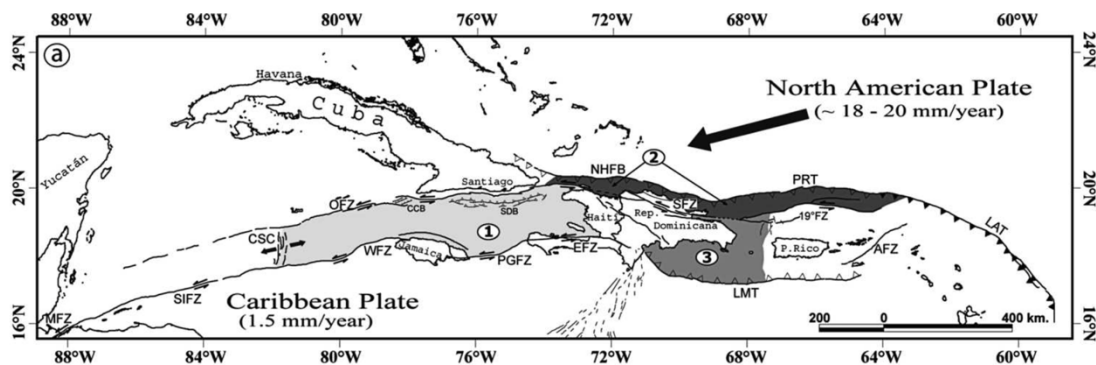 88°W 84°W 80°W 76°W 72°W 68°W 64°W 60°W
24°N 24°N
a
Havana
Cuba
North American Plate
(~ 18 - 20 mm/year)
Yucatán
2
NHFB PRT
20°N 20°N
Santiago
OFZ CCB SDB SFZ 19°FZ
Haiti Rep. Dominicana
LAT
CSC 1 3 P.Rico
WFZ Jamaica PGFZ EFZ AFZ
SIFZ LMT
Caribbean Plate
(1.5 mm/year)
MFZ
16°N 16°N
200 0 400 km.
88°W 84°W 80°W 76°W 72°W 68°W 64°W 60°W